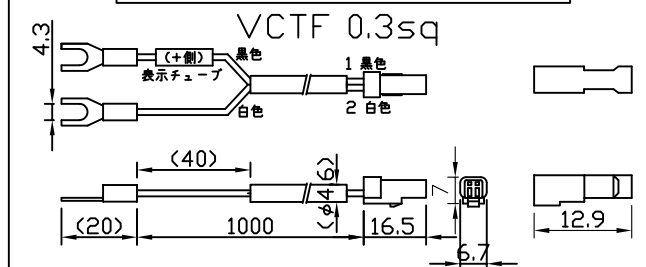 VCTF 0.3sq
4.3
(+側)
黒色
表示チューブ
白色
1 黒色
2 白色
(40)
(φ4.6)
7
(20)
1000
16.5
6.7
12.9